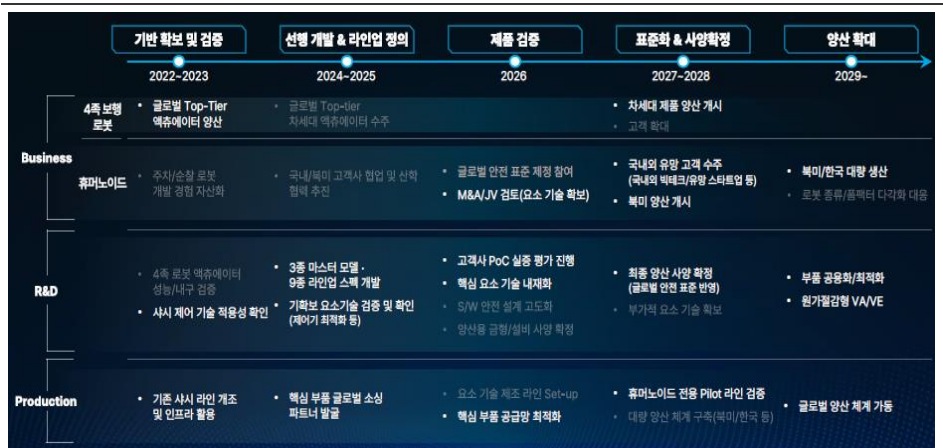 기반 확보 및 검증
선행 개발 & 라인업 정의
제품 검증
표준화 & 사양확정
양산 확대
2022~2023
2024~2025
2026
2027~2028
2029~
Business
4족 보행
로봇
• 글로벌 Top-Tier
액츄에이터 양산
• 글로벌 Top-tier
차세대 액츄에이터 수주
• 차세대 제품 양산 개시
• 고객 확대
휴머노이드
• 주차/순찰 로봇
개발 경험 자산화
• 국내/북미 고객사 협업 및 산학
협력 추진
• 글로벌 안전 표준 제정 참여
• M&A/JV 검토(요소 기술 확보)
• 국내외 유망 고객 수주
(국내외 빅테크/유망 스타트업 등)
• 북미 양산 개시
• 북미/한국 대량 생산
• 로봇 종류/폼팩터 다각화 대응
R&D
• 4족 로봇 액츄에이터
성능/내구 검증
• 샤시 제어 기술 적용성 확인
• 3종 마스터 모델 ·
9종 라인업 스펙 개발
• 기확보 요소기술 검증 및 확인
(제어기 최적화 등)
• 고객사 PoC 실증 평가 진행
• 핵심 요소 기술 내재화
• S/W 안전 설계 고도화
• 양산용 금형/설비 사양 확정
• 최종 양산 사양 확정
(글로벌 안전 표준 반영)
• 부가적 요소 기술 확보
• 부품 공용화/최적화
• 원가절감형 VA/VE
Production
• 기존 샤시 라인 개조
및 인프라 활용
• 핵심 부품 글로벌 소싱
파트너 발굴
• 요소 기술 제조 라인 Set-up
• 핵심 부품 공급망 최적화
• 휴머노이드 전용 Pilot 라인 검증
• 대량 양산 체계 구축(북미/한국 등)
• 글로벌 양산 체계 가동